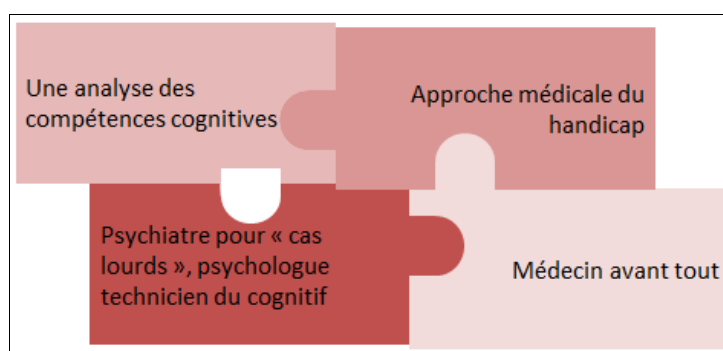 Une analyse des
compétences cognitives
Approche médicale du
handicap
Psychiatre pour « cas
lourds », psychologue
technicien du cognitif
Médecin avant tout